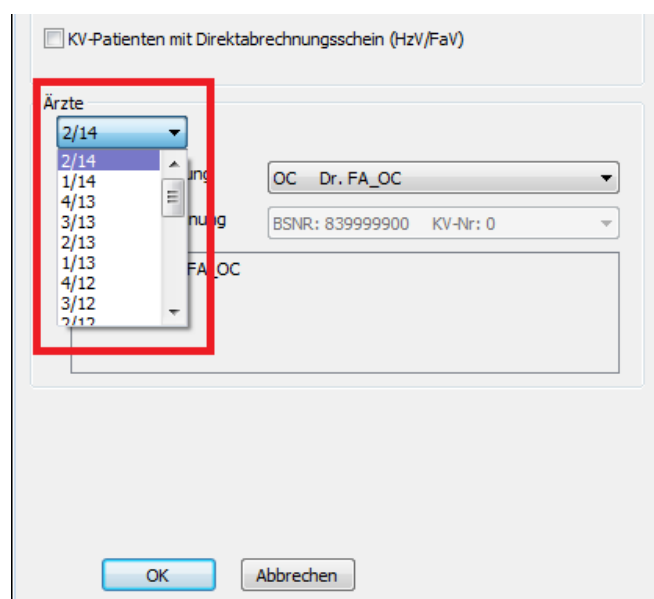 KV-Patienten mit Direktabrechnungsschein (HzV/FaV)
Ärzte
2/14
2/14
1/14
ung
OC Dr. FA_OC
4/13
3/13
nung
BSNR: 839999900 KV-Nr: 0
2/13
1/13
FA_OC
4/12
3/12
2/12
OK
Abbrechen